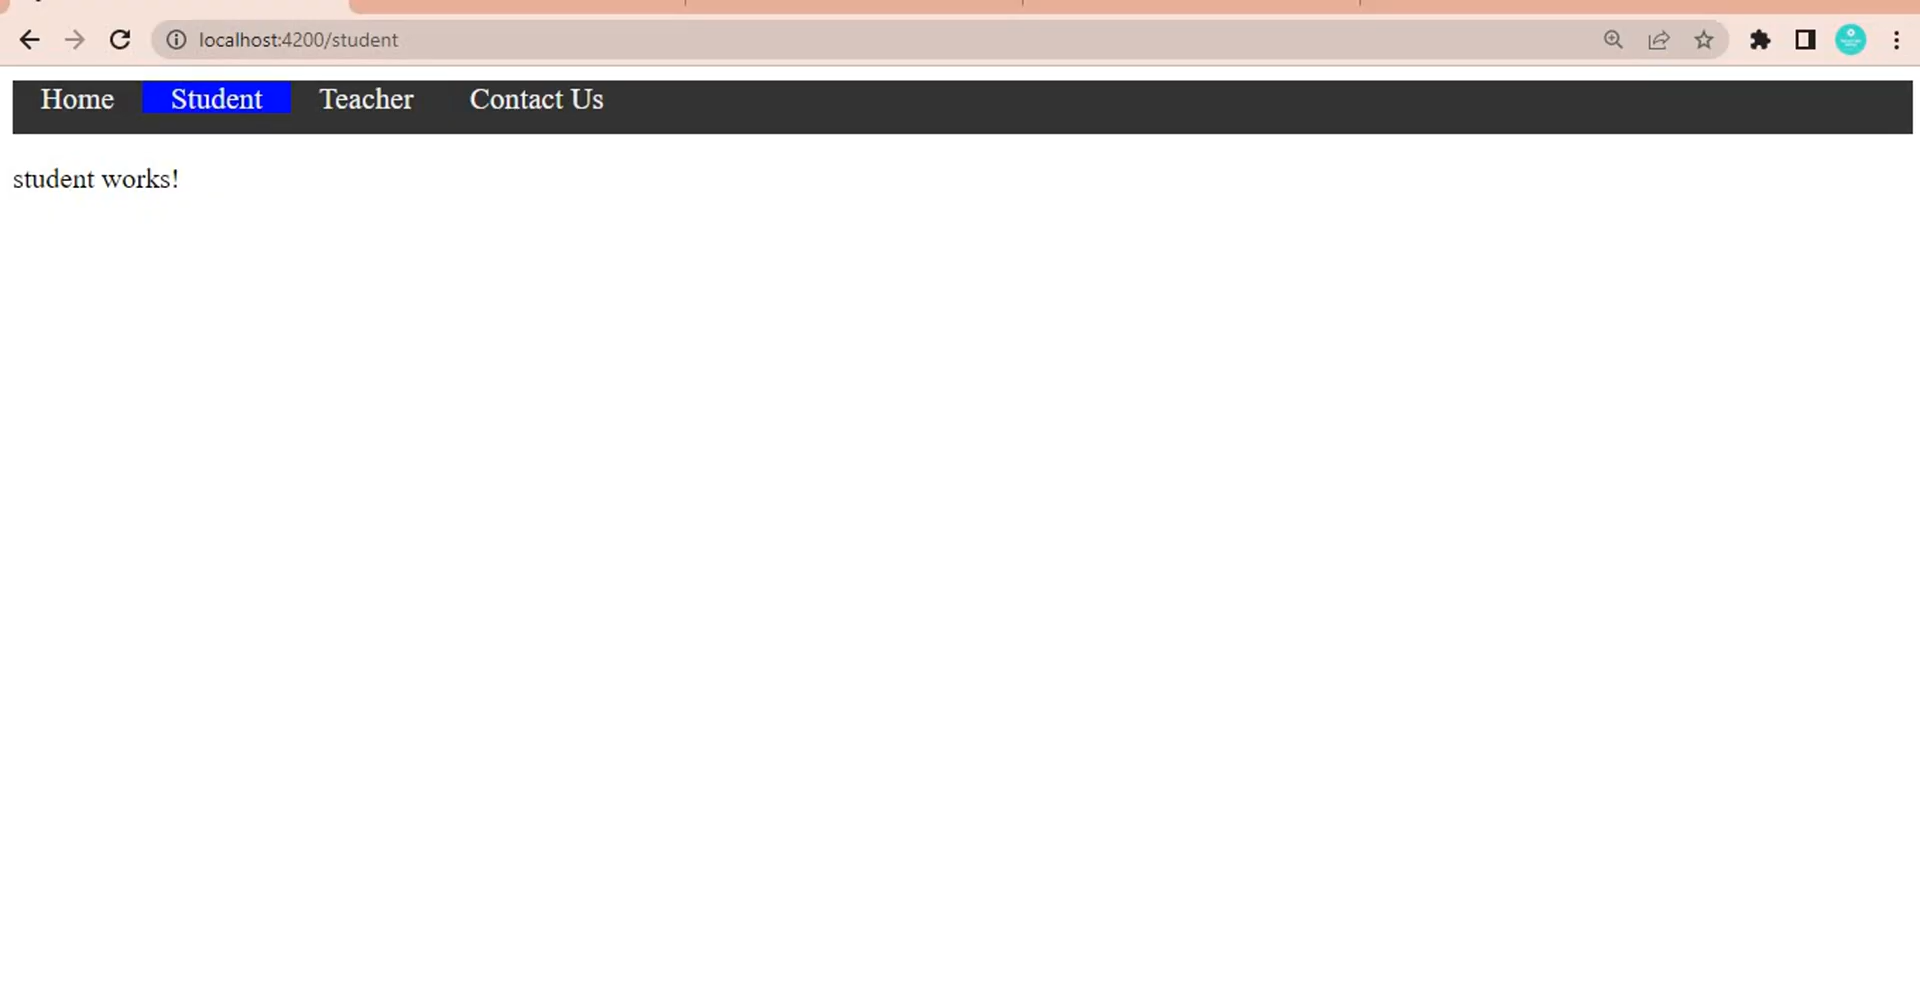 localhost:4200/student
Home Student Teacher Contact Us
student works!